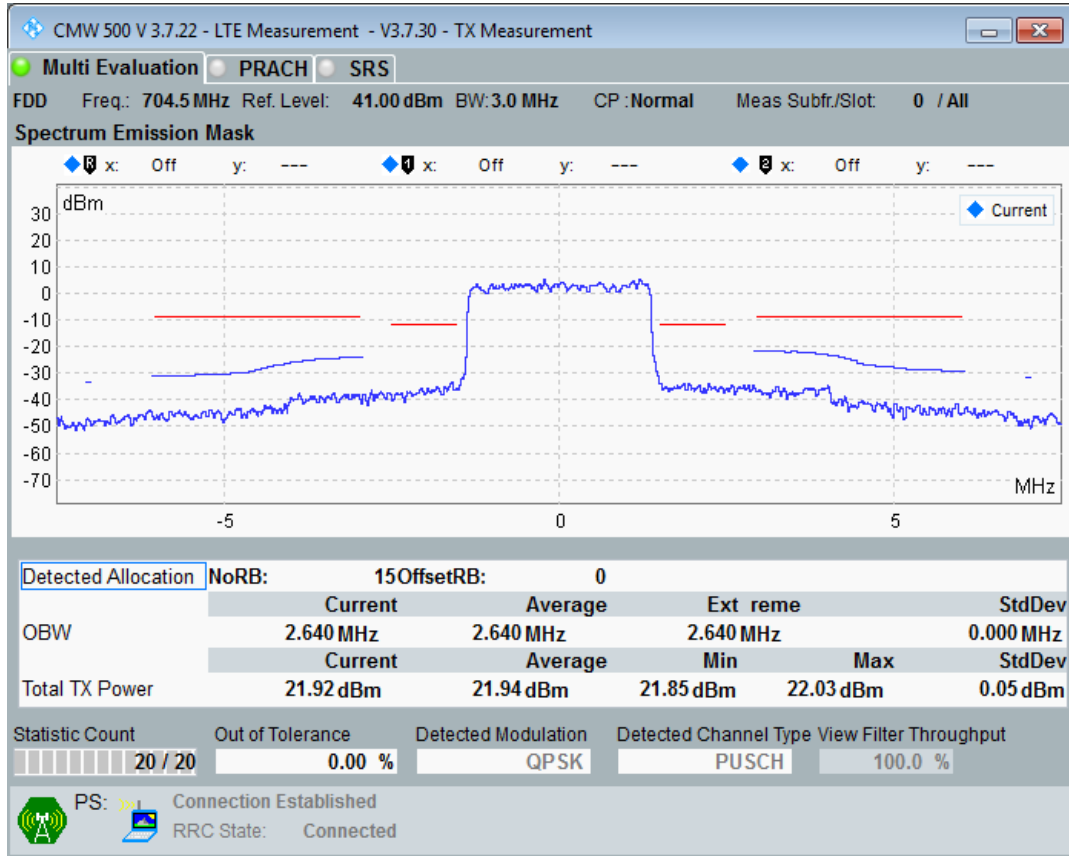 CMW 500 V 3.7.22 - LTE Measurement - V3.7.30 - TX Measurement
Multi Evaluation PRACH SRS
FDD Freq.: 704.5 MHz Ref. Level: 41.00 dBm BW: 3.0 MHz CP : Normal Meas Subfr./Slot: 0 / All
Spectrum Emission Mask
R x: Off y: --- 1 x: Off y: --- 2 x: Off y: ---
dBm
Current
30
20
10
0
-10
-20
-30
-40
-50
-60
-70
MHz
-5 0 5
Detected Allocation NoRB: 15 OffsetRB: 0
Current Average Ext reme StdDev
OBW 2.640 MHz 2.640 MHz 2.640 MHz 0.000 MHz
Current Average Min Max StdDev
Total TX Power 21.92 dBm 21.94 dBm 21.85 dBm 22.03 dBm 0.05 dBm
Statistic Count Out of Tolerance Detected Modulation Detected Channel Type View Filter Throughput
20 / 20 0.00 % QPSK PUSCH 100.0 %
PS: Connection Established
RRC State: Connected